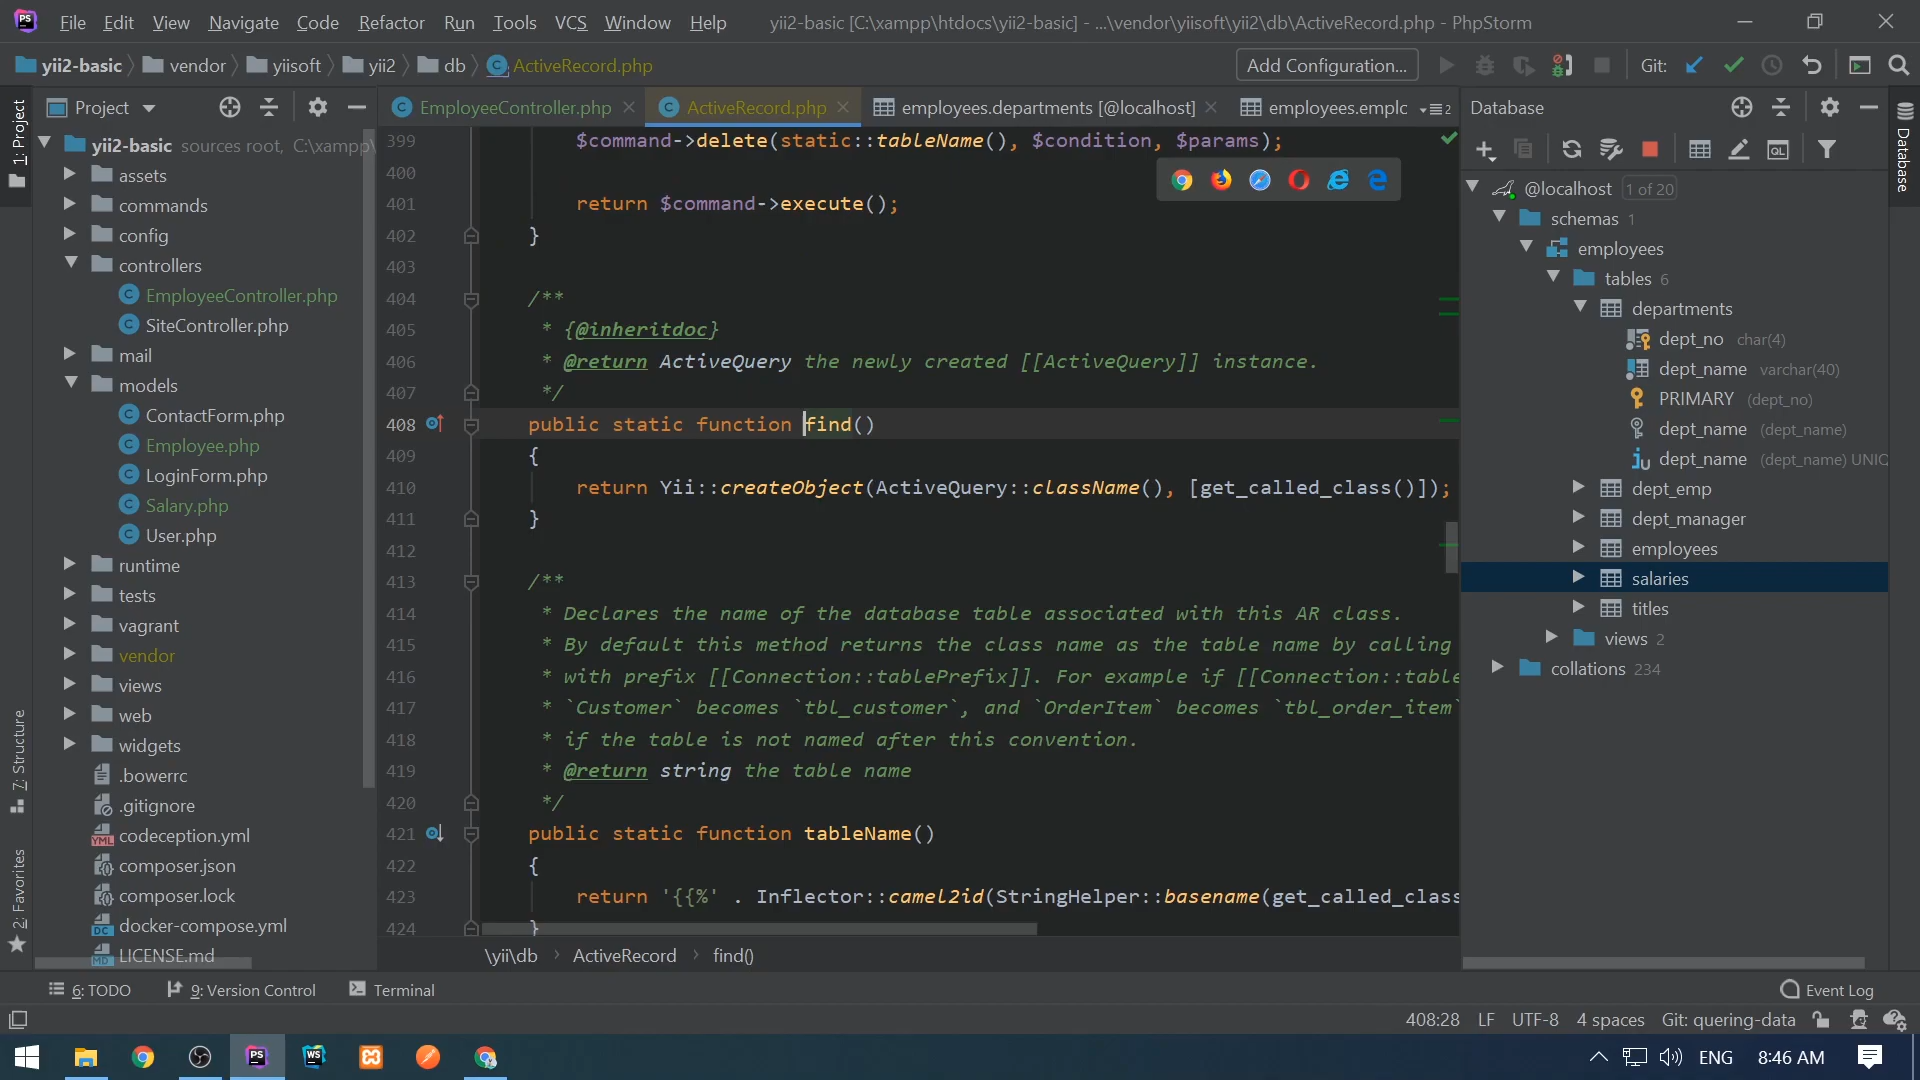 PS File Edit View Navigate Code Refactor Run Tools VCS Window Help yii2-basic [C:\xampp\htdocs\yii2-basic] - ...\vendor\yiisoft\yii2\db\ActiveRecord.php - PhpStorm
yii2-basic vendor yiisoft yii2 db ActiveRecord.php Add Configuration... Git:
1: Project
7: Structure
2: Favorites
Project
yii2-basic sources root, C:\xampp\
assets
commands
config
controllers
EmployeeController.php
SiteController.php
mail
models
ContactForm.php
Employee.php
LoginForm.php
Salary.php
User.php
runtime
tests
vagrant
vendor
views
web
widgets
.bowerrc
.gitignore
codeception.yml
composer.json
composer.lock
docker-compose.yml
LICENSE.md
EmployeeController.php ActiveRecord.php employees.departments [@localhost] employees.emplc 2
399 $command->delete(static::tableName(), $condition, $params);
400
401 return $command->execute();
402 }
403
404 /**
405 * {@inheritdoc}
406 * @return ActiveQuery the newly created [[ActiveQuery]] instance.
407 */
408 public static function find()
409 {
410 return Yii::createObject(ActiveQuery::className(), [get_called_class()]);
411 }
412
413 /**
414 * Declares the name of the database table associated with this AR class.
415 * By default this method returns the class name as the table name by calling
416 * with prefix [[Connection::tablePrefix]]. For example if [[Connection::table
417 * `Customer` becomes `tbl_customer`, and `OrderItem` becomes `tbl_order_item`
418 * if the table is not named after this convention.
419 * @return string the table name
420 */
421 public static function tableName()
422 {
423 return '{{%' . Inflector::camel2id(StringHelper::basename(get_called_class
424 }
\yii\db ActiveRecord find()
Database
@localhost 1 of 20
schemas 1
employees
tables 6
departments
dept_no char(4)
dept_name varchar(40)
PRIMARY (dept_no)
dept_name (dept_name)
dept_name (dept_name) UNIQ
dept_emp
dept_manager
employees
salaries
titles
views 2
collations 234
Database
6: TODO 9: Version Control Terminal Event Log
408:28 LF UTF-8 4 spaces Git: quering-data
PS WS ENG 8:46 AM